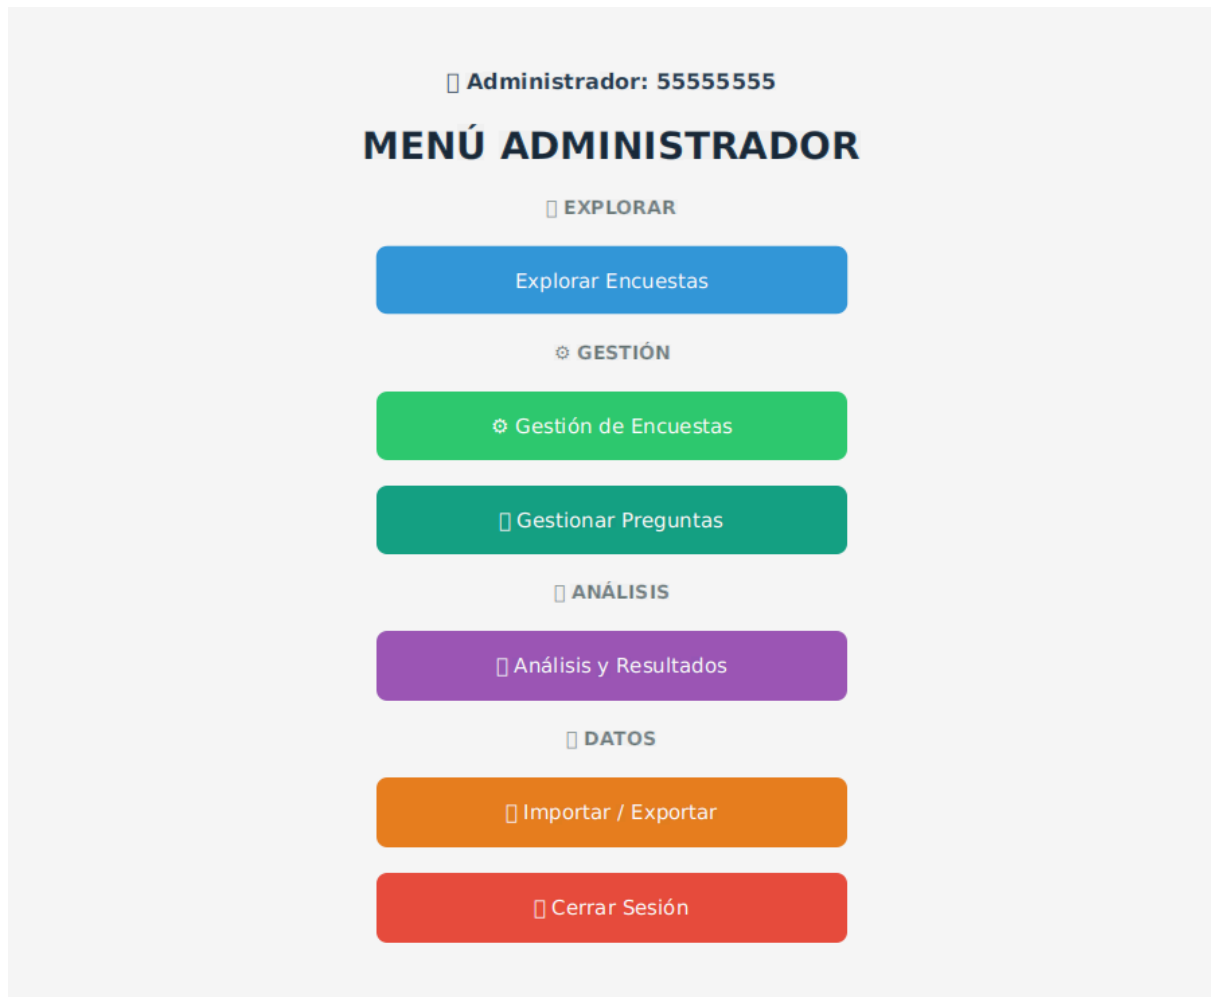 Administrador: 55555555
MENÚ ADMINISTRADOR
EXPLORAR
Explorar Encuestas
⚙ GESTIÓN
⚙ Gestión de Encuestas
Gestionar Preguntas
ANÁLISIS
Análisis y Resultados
DATOS
Importar / Exportar
Cerrar Sesión